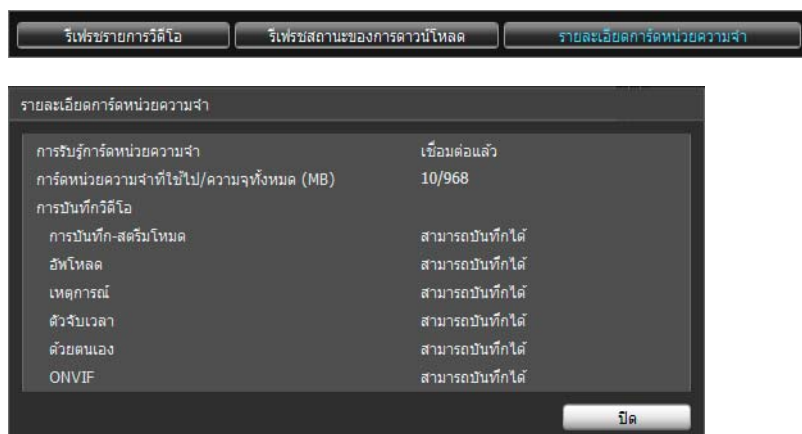 รีเฟรชรายการวิดีโอ รีเฟรชสถานะของการดาวน์โหลด รายละเอียดการ์ดหน่วยความจำ
รายละเอียดการ์ดหน่วยความจำ
การรับรู้การ์ดหน่วยความจำ เชื่อมต่อแล้ว
การ์ดหน่วยความจำที่ใช้ไป/ความจุทั้งหมด (MB) 10/968
การบันทึกวิดีโอ
การบันทึก-สตรีมโหมด สามารถบันทึกได้
อัพโหลด สามารถบันทึกได้
เหตุการณ์ สามารถบันทึกได้
ตัวจับเวลา สามารถบันทึกได้
ด้วยตนเอง สามารถบันทึกได้
ONVIF สามารถบันทึกได้
ปิด